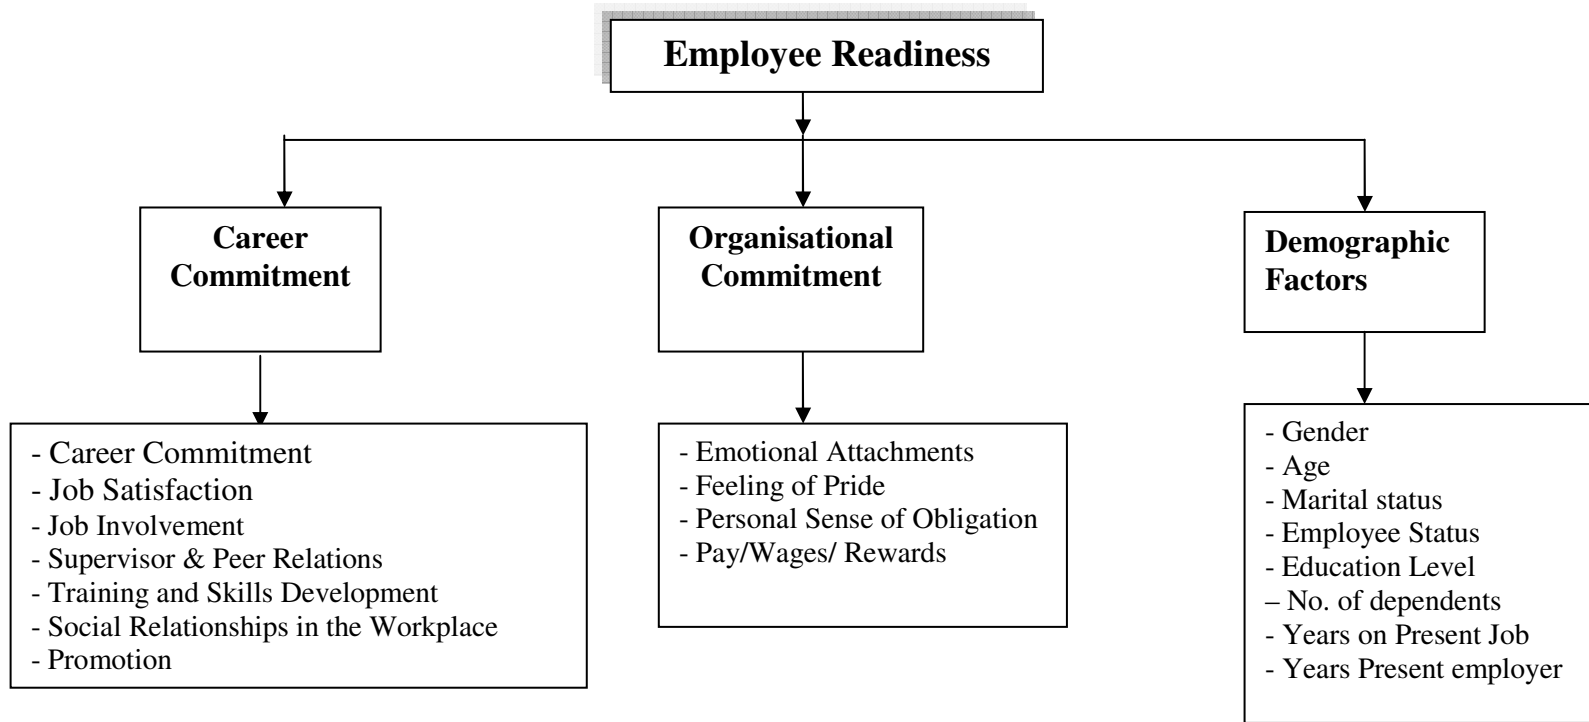 Employee Readiness
Career
Commitment
Organisational
Commitment
Demographic
Factors
- Career Commitment
- Job Satisfaction
- Job Involvement
- Supervisor & Peer Relations
- Training and Skills Development
- Social Relationships in the Workplace
- Promotion
- Emotional Attachments
- Feeling of Pride
- Personal Sense of Obligation
- Pay/Wages/ Rewards
- Gender
- Age
- Marital status
- Employee Status
- Education Level
– No. of dependents
- Years on Present Job
- Years Present employer